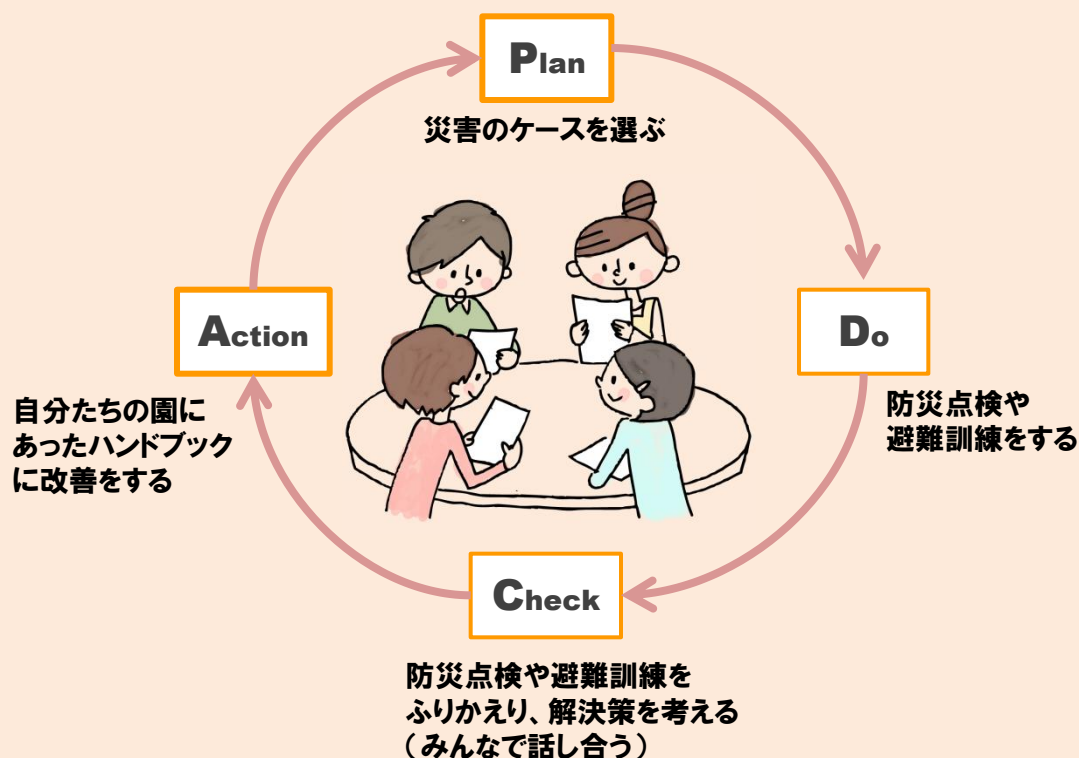 Plan
災害のケースを選ぶ
Do
防災点検や
避難訓練をする
Check
防災点検や避難訓練を
ふりかえり、解決策を考える
（みんなで話し合う）
Action
自分たちの園に
あったハンドブック
に改善をする